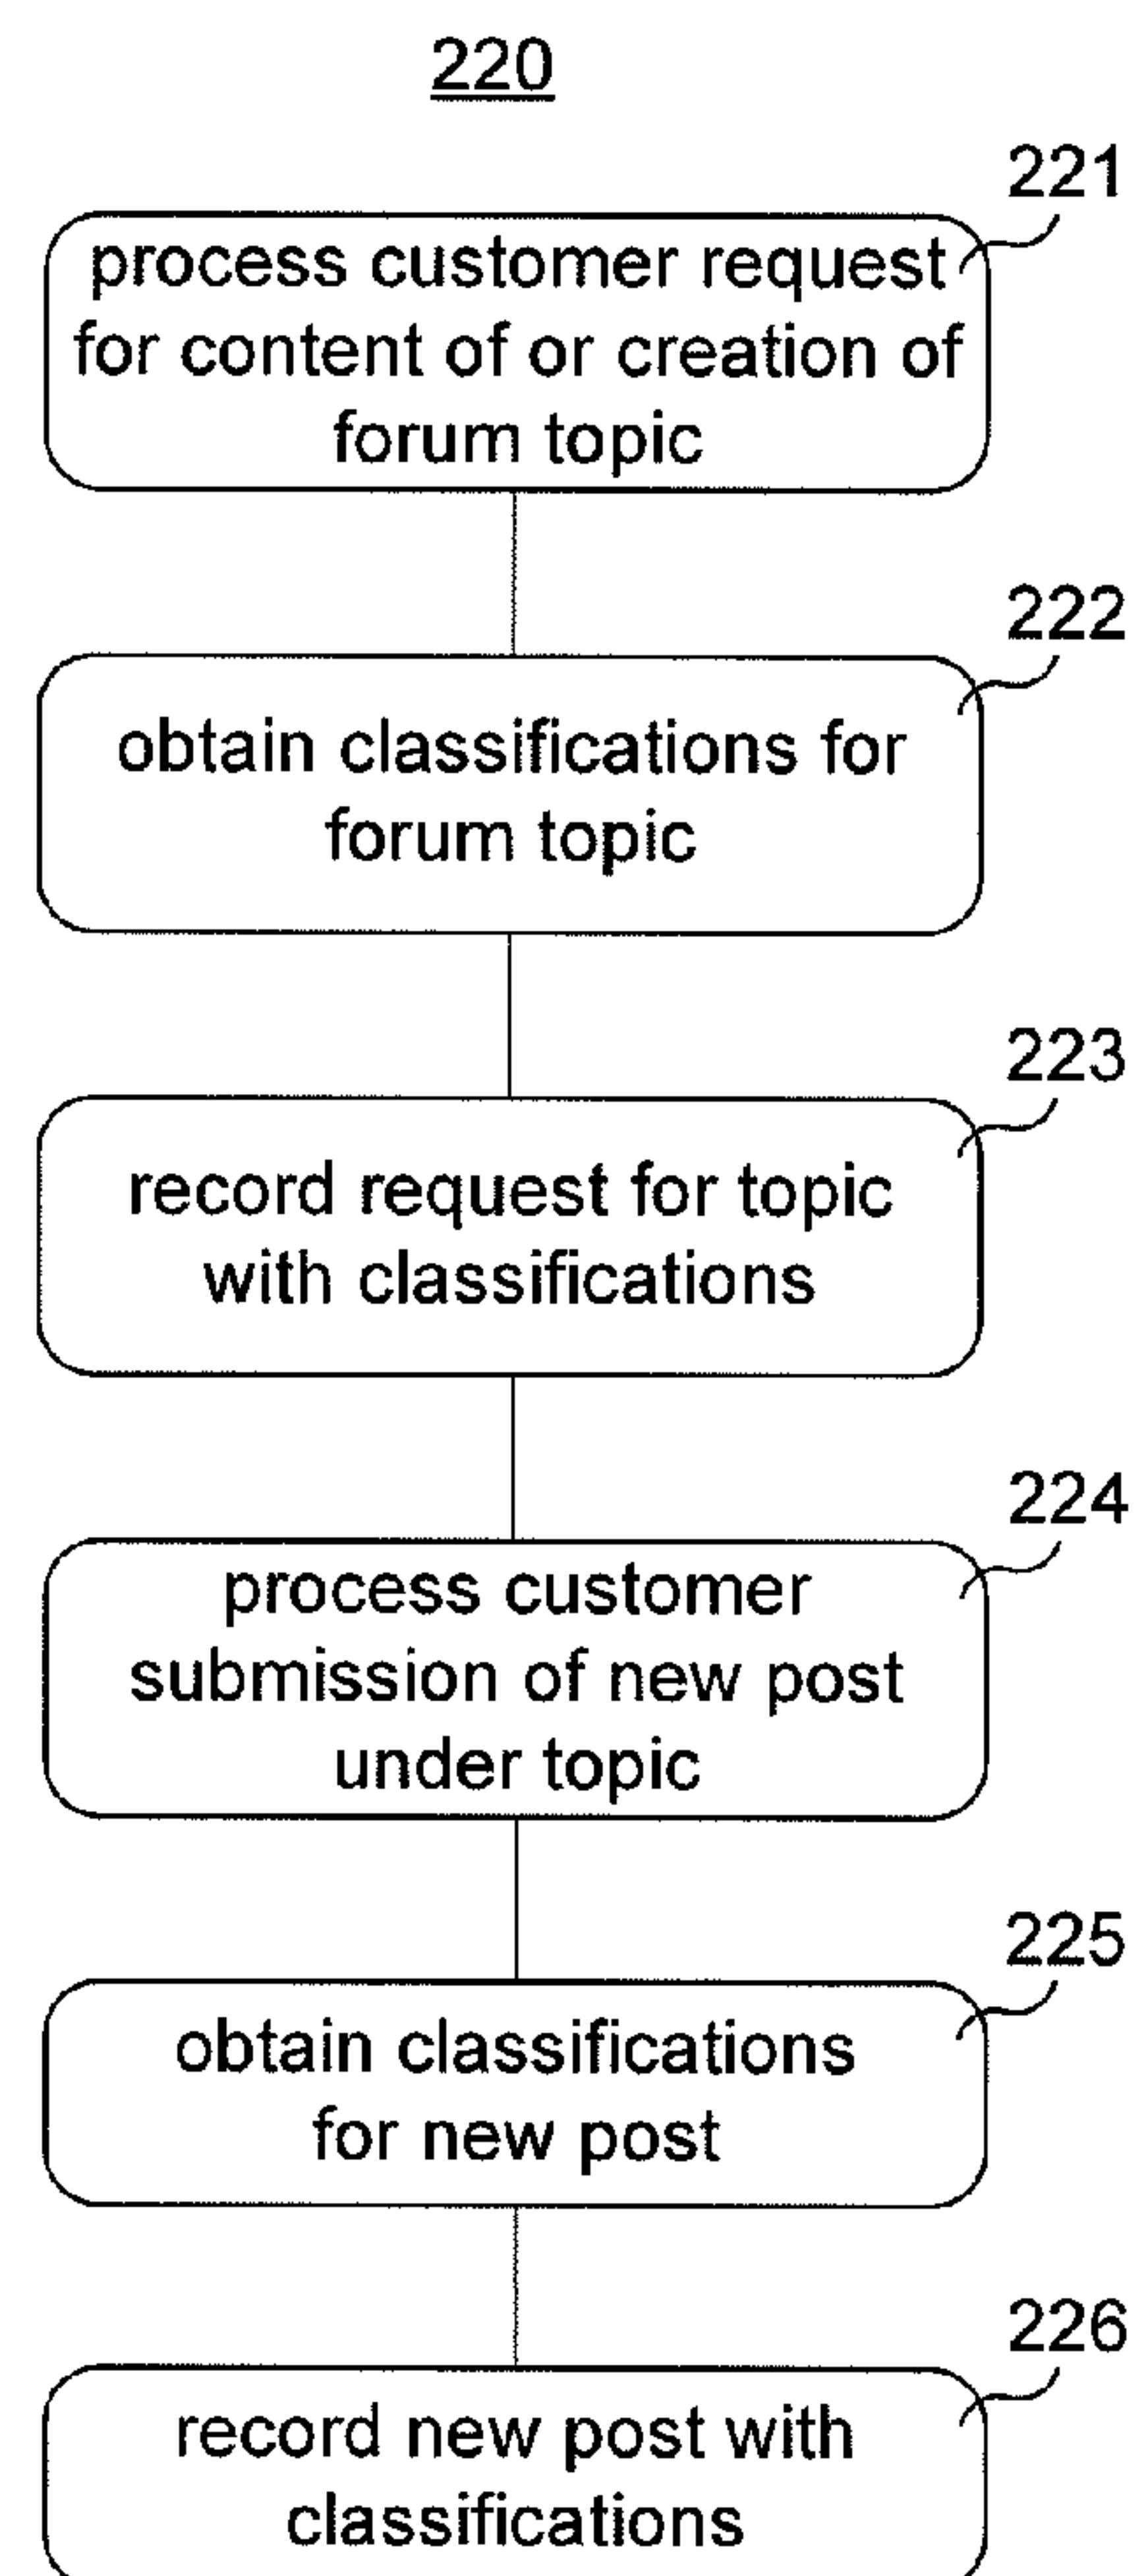 220
221
process customer request
for content of or creation of
forum topic
222
obtain classifications for
forum topic
223
record request for topic
with classifications
224
process customer
submission of new post
under topic
225
obtain classifications
for new post
226
record new post with
classifications